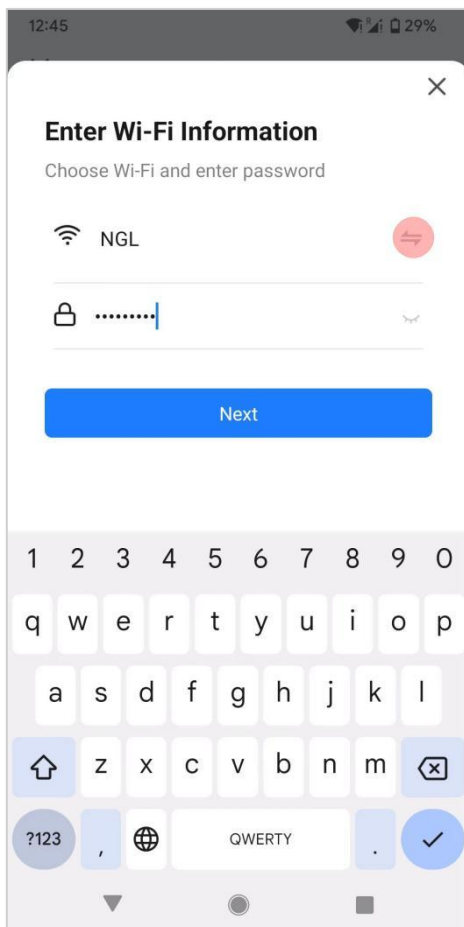 12:45 29%
Enter Wi-Fi Information
Choose Wi-Fi and enter password
NGL
•••••••••
Next
1 2 3 4 5 6 7 8 9 0
q w e r t y u i o p
a s d f g h j k l
z x c v b n m
?123 , QWERTY .